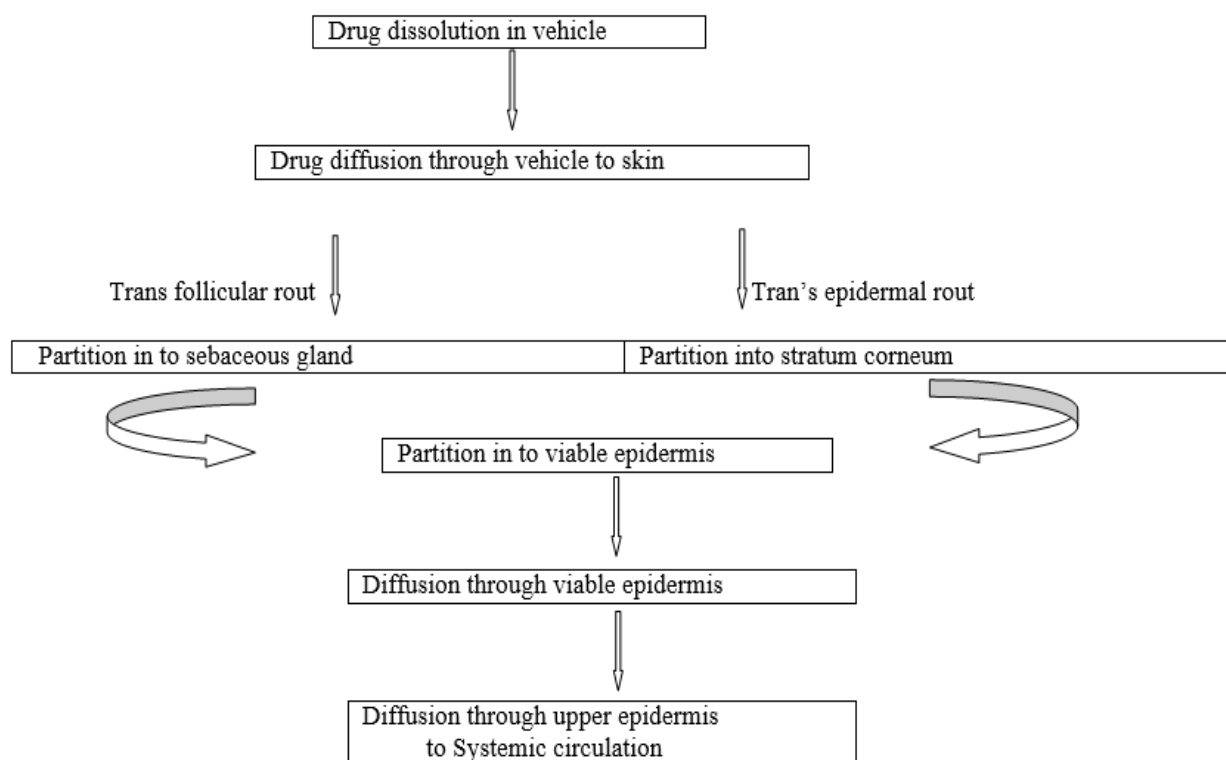 Drug dissolution in vehicle
Drug diffusion through vehicle to skin
Trans follicular rout
Tran's epidermal rout
Partition in to sebaceous gland
Partition into stratum corneum
Partition in to viable epidermis
Diffusion through viable epidermis
Diffusion through upper epidermis
to Systemic circulation